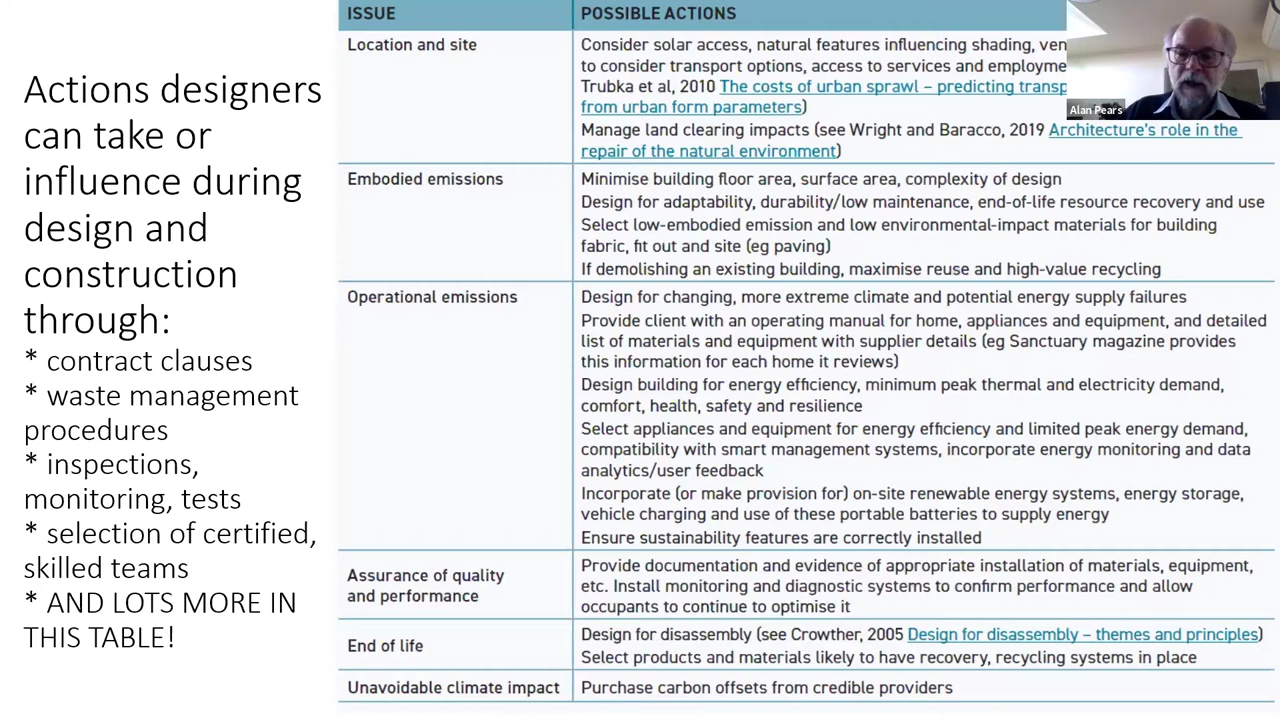 Actions designers
can take or
influence during
design and
construction
through:
* contract clauses
* waste management
procedures
* inspections,
monitoring, tests
* selection of certified,
skilled teams
* AND LOTS MORE IN
THIS TABLE!
ISSUE
POSSIBLE ACTIONS
Location and site
Consider solar access, natural features influencing shading,
to consider transport options, access to services and
Trubka et al, 2010 The costs of urban sprawl – predicting
from urban form parameters)
Manage land clearing impacts (see Wright and Baracco, 2019 Architecture's role in the
repair of the natural environment)
Embodied emissions
Minimise building floor area, surface area, complexity of design
Design for adaptability, durability/low maintenance, end-of-life resource recovery and use
Select low-embodied emission and low environmental-impact materials for building
fabric, fit out and site (eg paving)
If demolishing an existing building, maximise reuse and high-value recycling
Operational emissions
Design for changing, more extreme climate and potential energy supply failures
Provide client with an operating manual for home, appliances and equipment, and detailed
list of materials and equipment with supplier details (eg Sanctuary magazine provides
this information for each home it reviews)
Design building for energy efficiency, minimum peak thermal and electricity demand,
comfort, health, safety and resilience
Select appliances and equipment for energy efficiency and limited peak energy demand,
compatibility with smart management systems, incorporate energy monitoring and data
analytics/user feedback
Incorporate (or make provision for) on-site renewable energy systems, energy storage,
vehicle charging and use of these portable batteries to supply energy
Ensure sustainability features are correctly installed
Assurance of quality
and performance
Provide documentation and evidence of appropriate installation of materials, equipment,
etc. Install monitoring and diagnostic systems to confirm performance and allow
occupants to continue to optimise it
End of life
Design for disassembly (see Crowther, 2005 Design for disassembly – themes and principles)
Select products and materials likely to have recovery, recycling systems in place
Unavoidable climate impact
Purchase carbon offsets from credible providers
Alan Pears